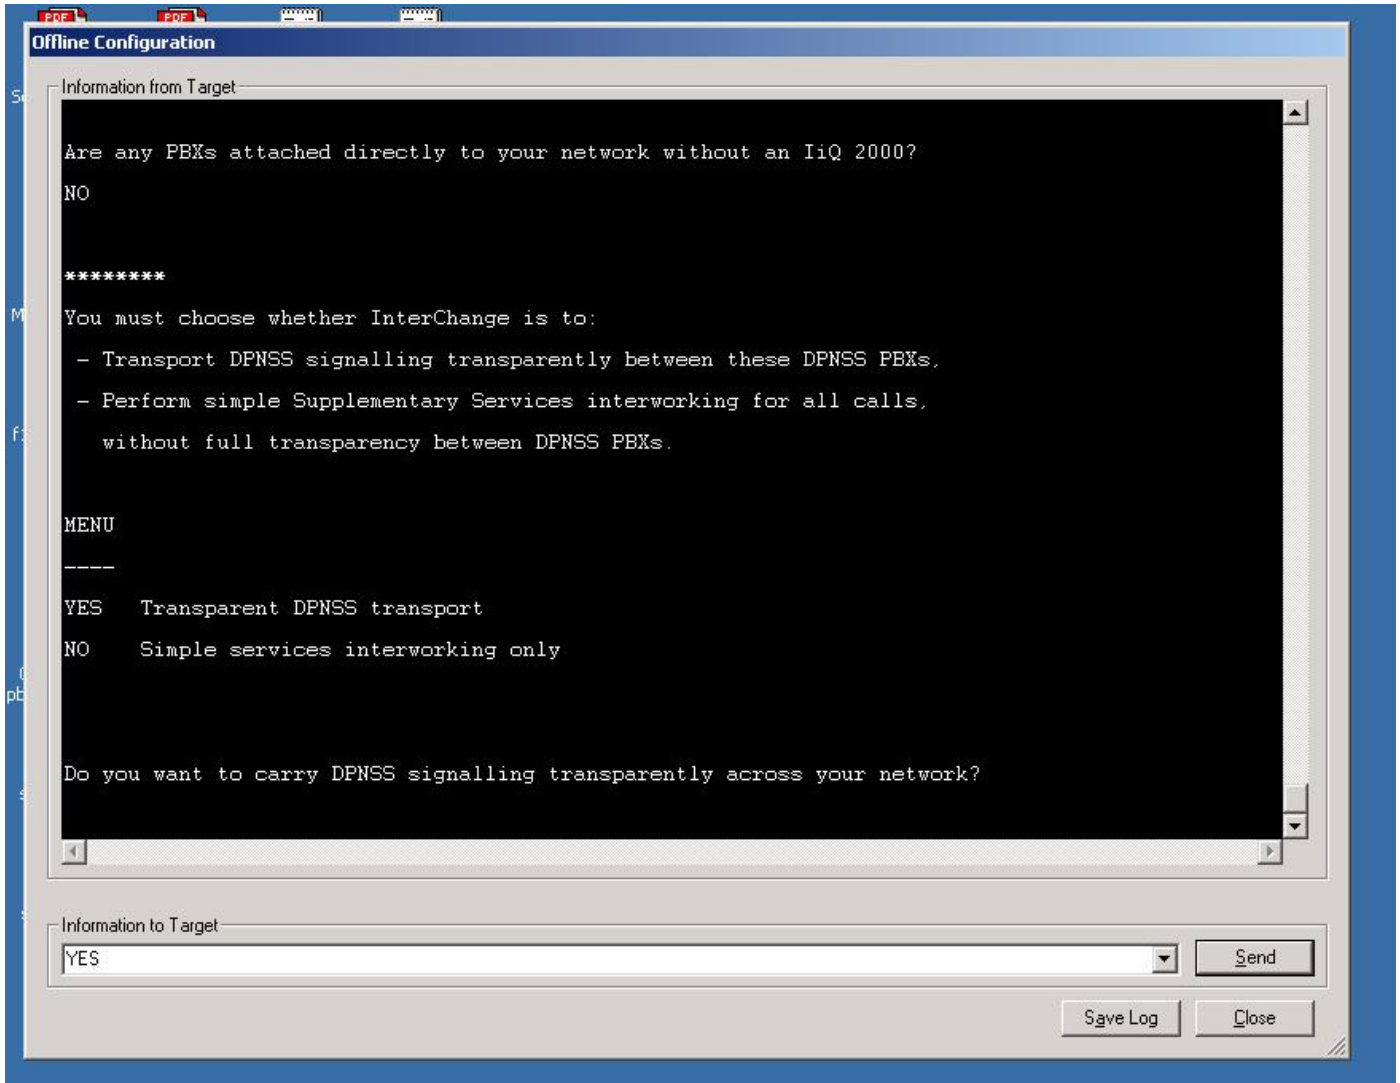 PDF PDF
Offline Configuration
Information from Target
Are any PBXs attached directly to your network without an IiQ 2000?
NO
********
You must choose whether InterChange is to:
- Transport DPNSS signalling transparently between these DPNSS PBXs,
- Perform simple Supplementary Services interworking for all calls,
without full transparency between DPNSS PBXs.
MENU
----
YES Transparent DPNSS transport
NO Simple services interworking only
Do you want to carry DPNSS signalling transparently across your network?
Information to Target
YES
Send
Save Log
Close